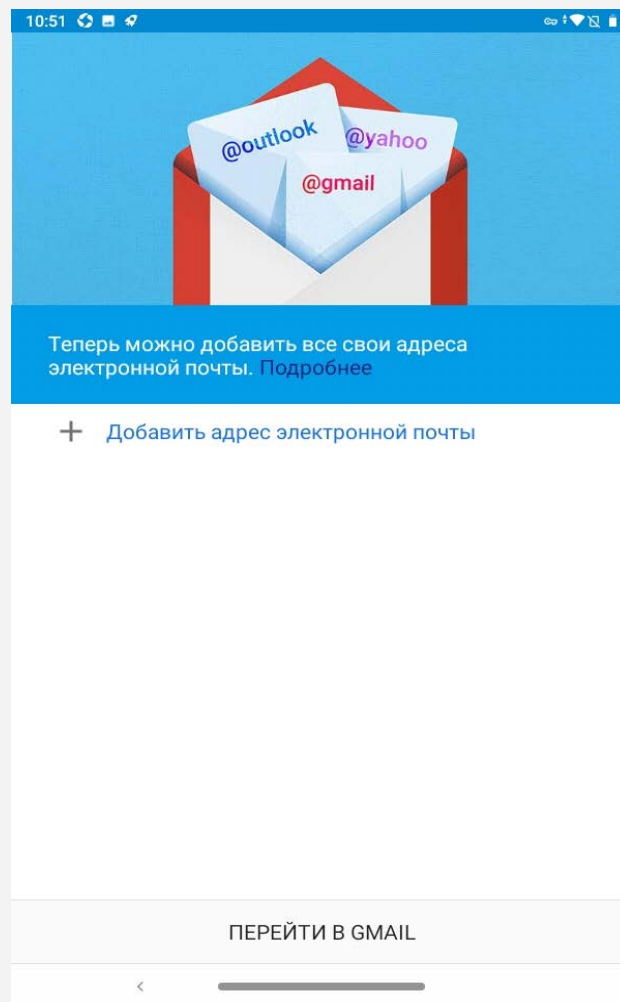 10:51
@outlook
@yahoo
@gmail
Теперь можно добавить все свои адреса
электронной почты. Подробнее
Добавить адрес электронной почты
ПЕРЕЙТИ В GMAIL